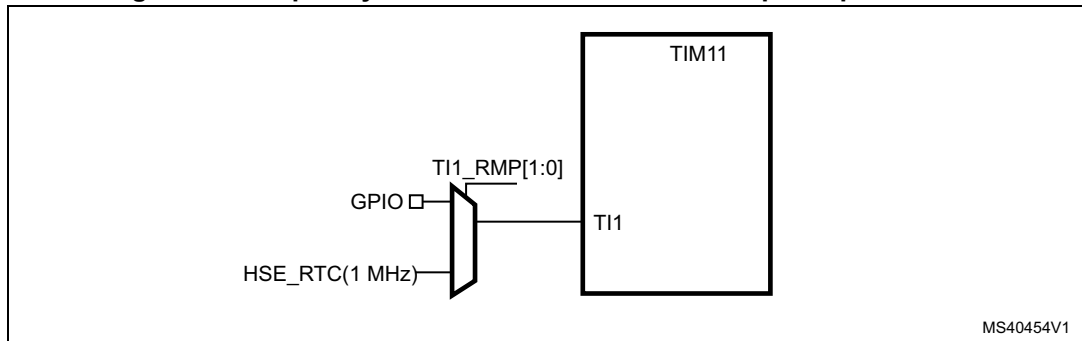 TIM11
TI1_RMP[1:0]
GPIO
TI1
HSE_RTC(1 MHz)
MS40454V1